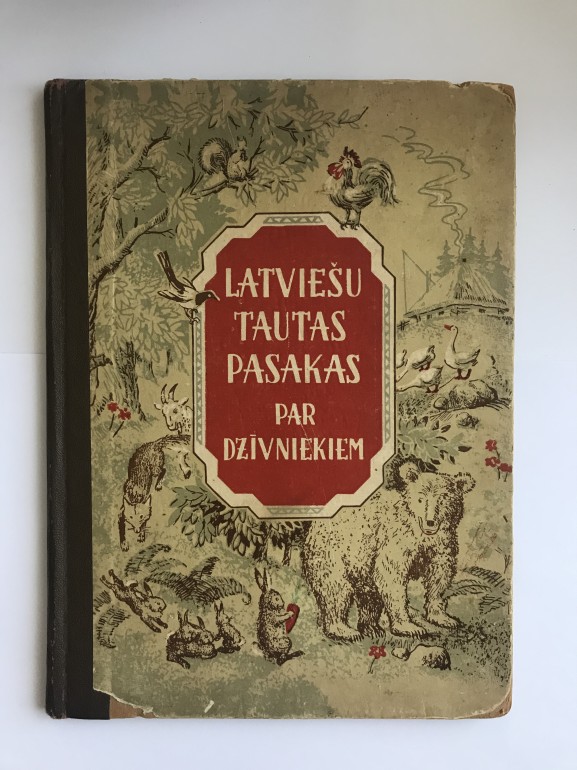 LATVIEŠU
TAUTAS
PASAKAS
PAR
DZĪVNIEKIEM